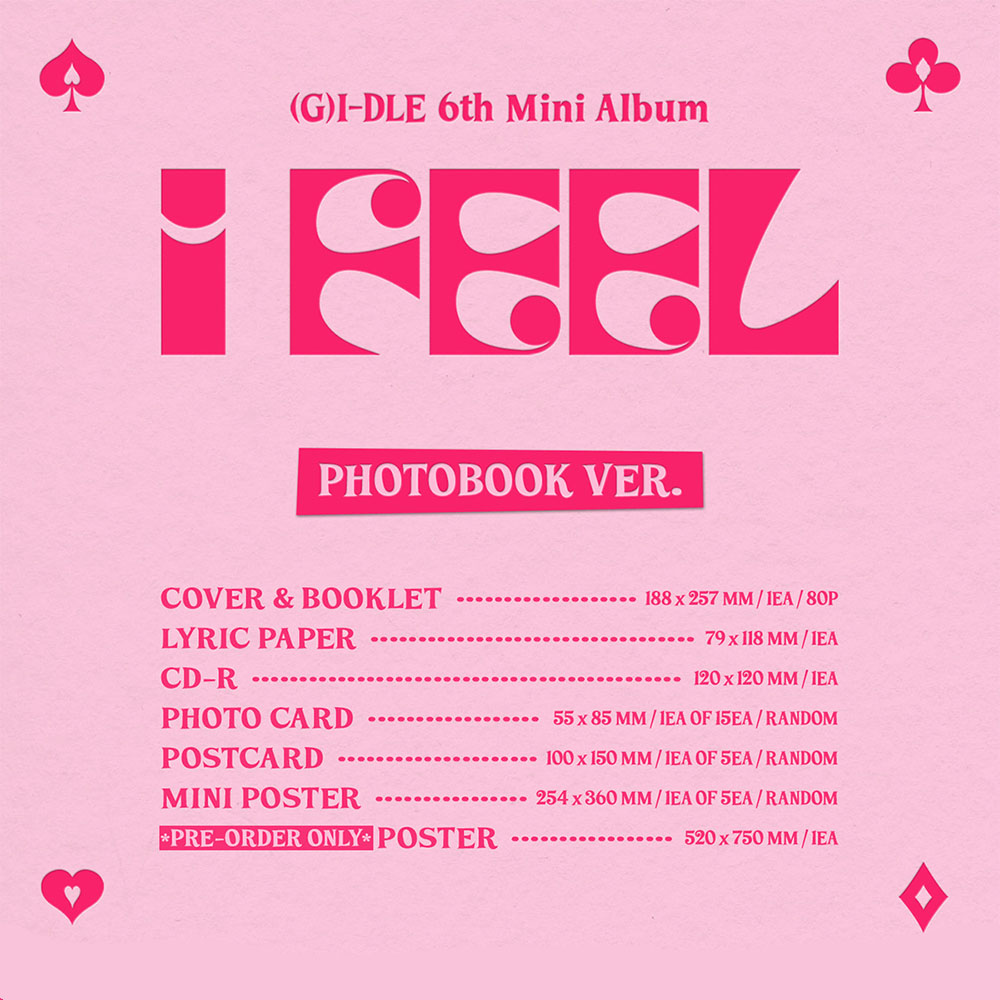 (G)I-DLE 6th Mini Album
i FEEL
PHOTOBOOK VER.
COVER & BOOKLET 188 x 257 MM / 1EA / 80P
LYRIC PAPER 79 x 118 MM / 1EA
CD-R 120 x 120 MM / 1EA
PHOTO CARD 55 x 85 MM / 1EA OF 15EA / RANDOM
POSTCARD 100 x 150 MM / 1EA OF 5EA / RANDOM
MINI POSTER 254 x 360 MM / 1EA OF 5EA / RANDOM
*PRE-ORDER ONLY* POSTER 520 x 750 MM / 1EA